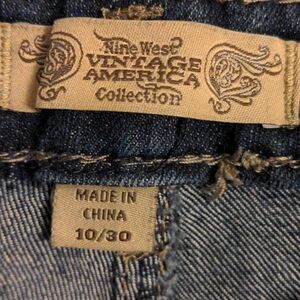 Nine West
VINTAGE
AMERICA
Collection
MADE IN
CHINA
10/30